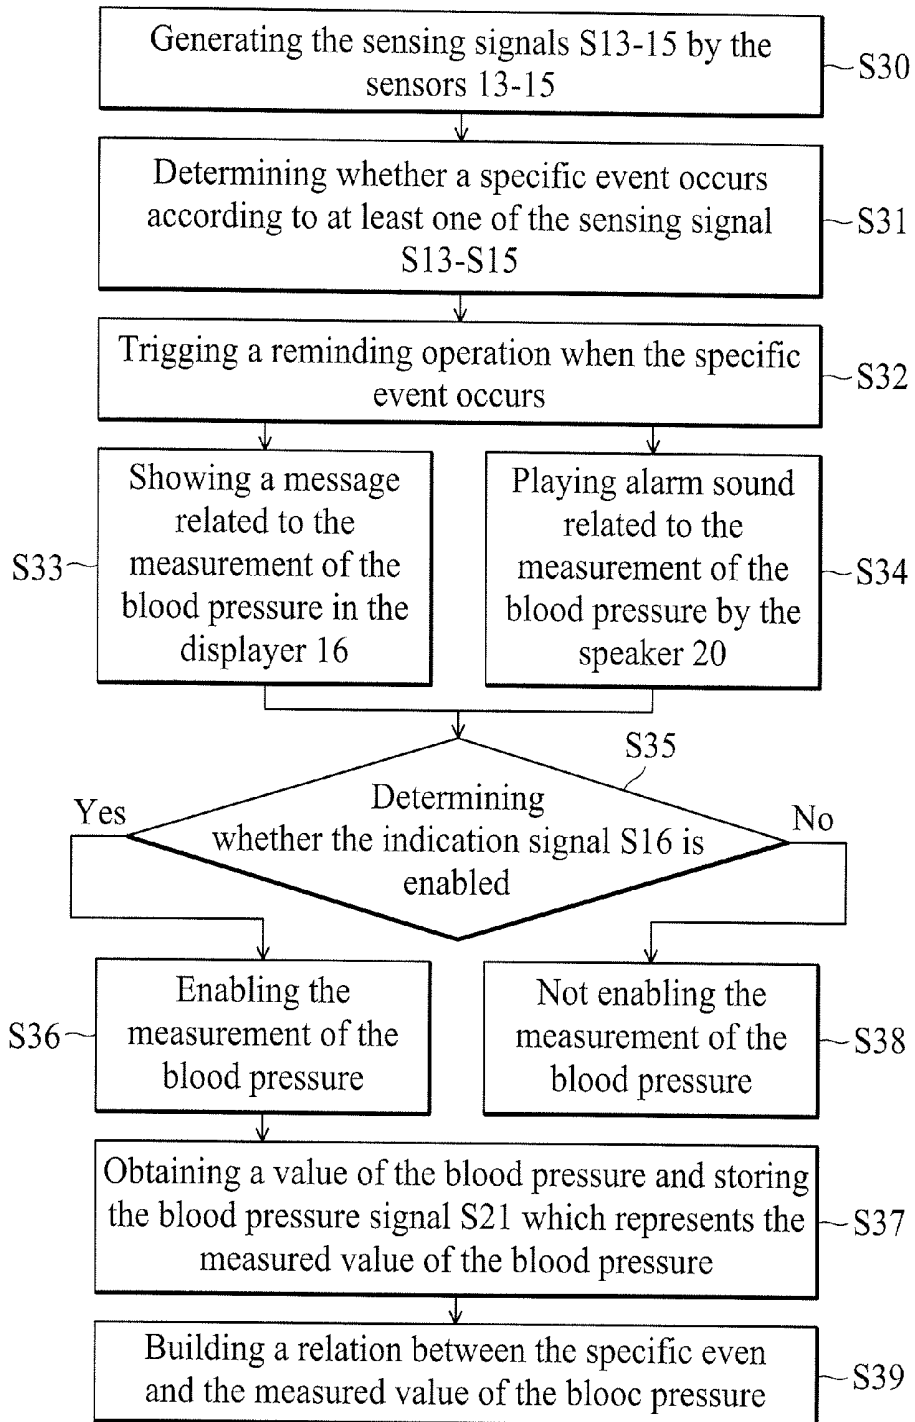 Generating the sensing signals S13-15 by the
sensors 13-15
S30
Determining whether a specific event occurs
according to at least one of the sensing signal
S13-S15
S31
Trigging a reminding operation when the specific
event occurs
S32
Showing a message
related to the
measurement of the
blood pressure in the
displayer 16
S33
Playing alarm sound
related to the
measurement of the
blood pressure by the
speaker 20
S34
S35
Determining
whether the indication signal S16 is
enabled
Yes
No
Enabling the
measurement of the
blood pressure
S36
Not enabling the
measurement of the
blood pressure
S38
Obtaining a value of the blood pressure and storing
the blood pressure signal S21 which represents the
measured value of the blood pressure
S37
Building a relation between the specific even
and the measured value of the blooc pressure
S39